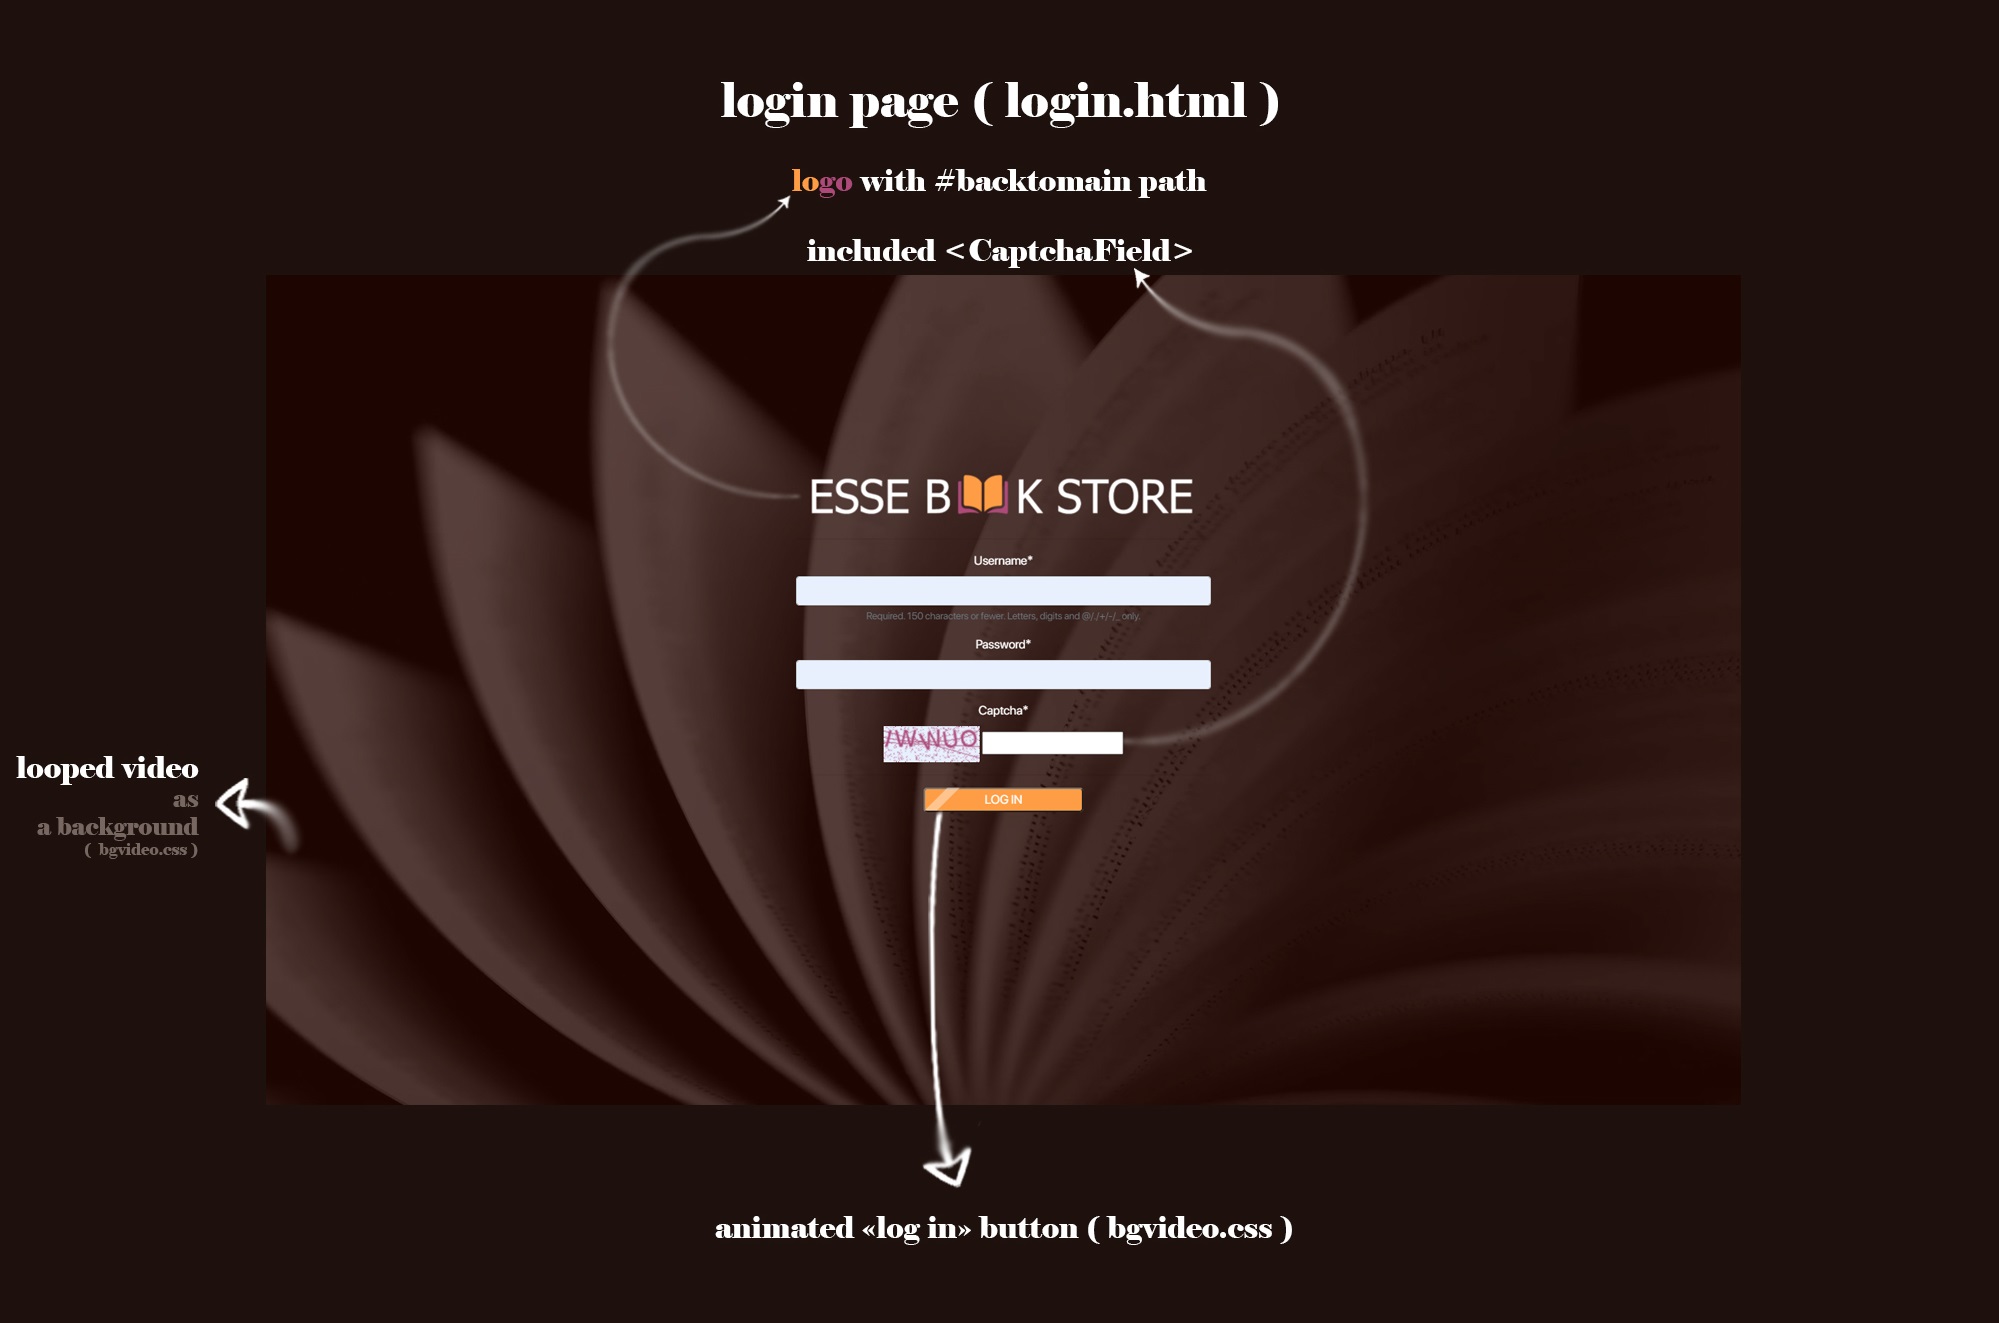 login page ( login.html )
logo with #backtomain path
included <CaptchaField>
ESSE B K STORE
Username*
Required. 150 characters or fewer. Letters, digits and @/./+/-/_ only.
Password*
Captcha*
LOG IN
looped video
as
a background
( bgvideo.css )
animated «log in» button ( bgvideo.css )